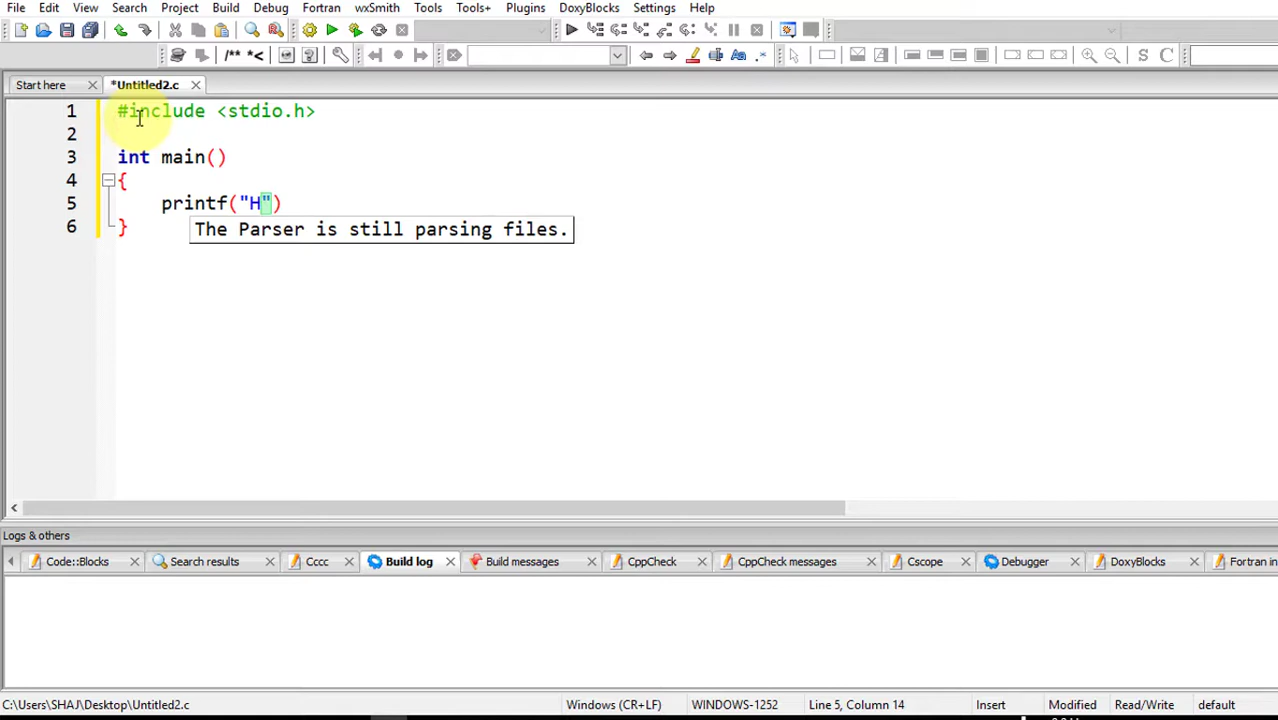 File Edit View Search Project Build Debug Fortran wxSmith Tools Tools+ Plugins DoxyBlocks Settings Help
/** *<
.*
S C
Start here *Untitled2.c
1 #include <stdio.h>
2
3 int main()
4 {
5 printf("H")
The Parser is still parsing files.
6 }
Logs & others
Code::Blocks Search results Cccc Build log Build messages CppCheck CppCheck messages Cscope Debugger DoxyBlocks Fortran in
C:\Users\SHAJ\Desktop\Untitled2.c Windows (CR+LF) WINDOWS-1252 Line 5, Column 14 Insert Modified Read/Write default